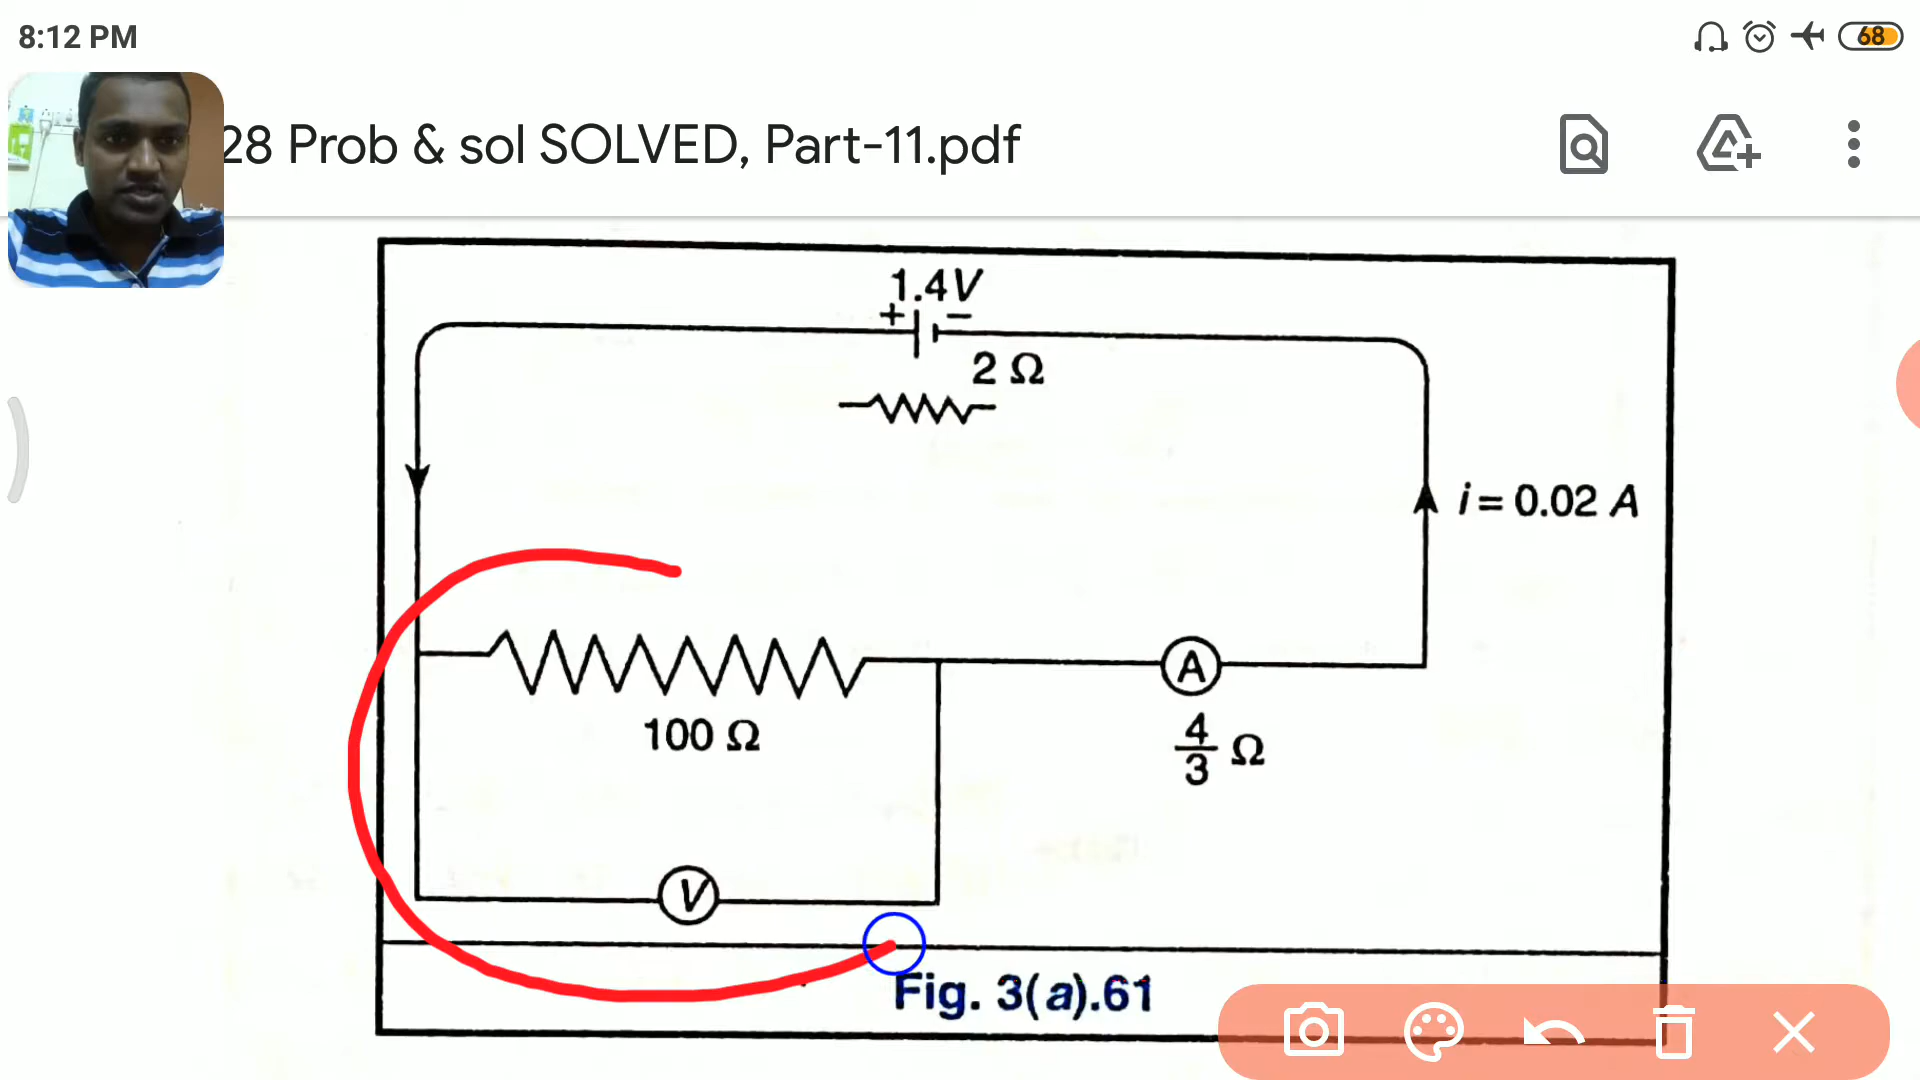 8:12 PM
68
28 Prob & sol SOLVED, Part-11.pdf
1.4V
+ −
2 Ω
i = 0.02 A
A
100 Ω
4/3 Ω
V
Fig. 3(a).61